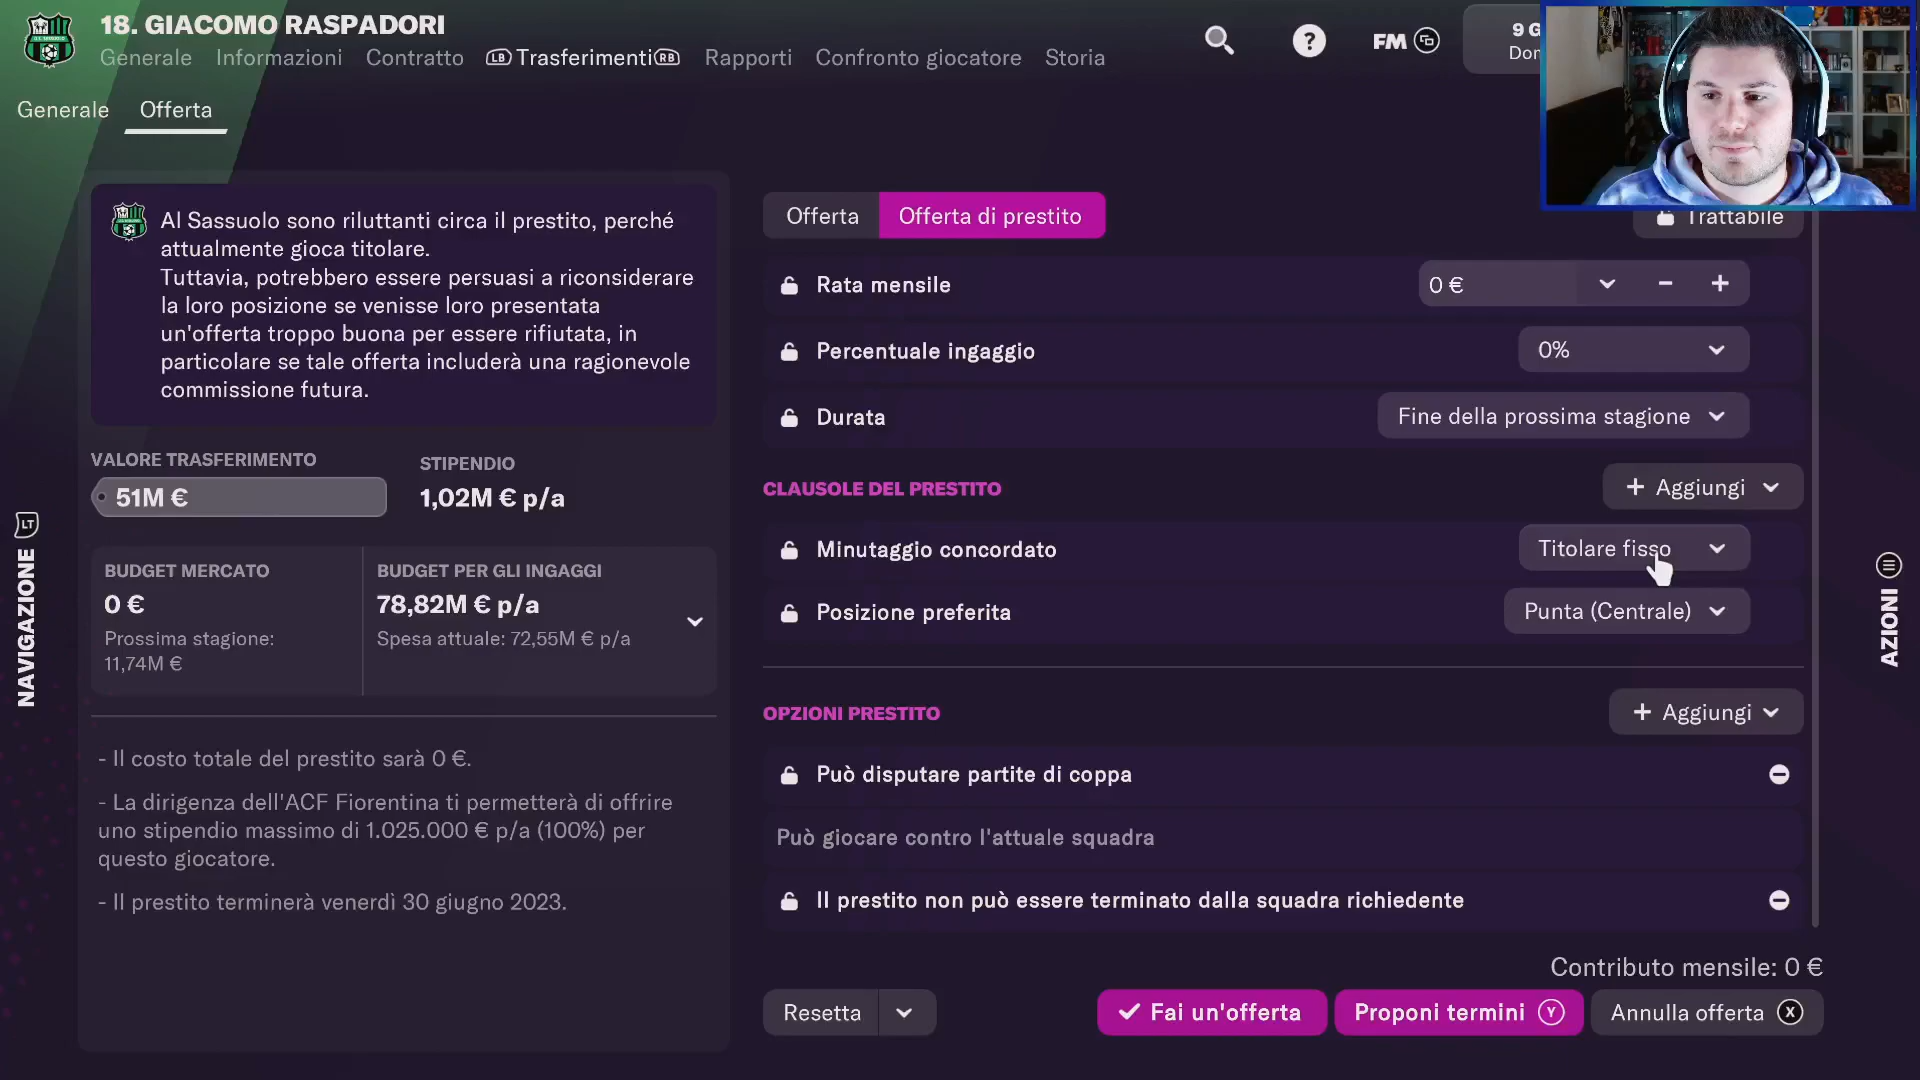 18. GIACOMO RASPADORI
Generale Informazioni Contratto LB Trasferimenti RB Rapporti Confronto giocatore Storia
? FM
9 G
Generale Offerta
Al Sassuolo sono riluttanti circa il prestito, perché
attualmente gioca titolare.
Tuttavia, potrebbero essere persuasi a riconsiderare
la loro posizione se venisse loro presentata
un'offerta troppo buona per essere rifiutata, in
particolare se tale offerta includerà una ragionevole
commissione futura.
VALORE TRASFERIMENTO
51M €
STIPENDIO
1,02M € p/a
BUDGET MERCATO
0 €
Prossima stagione:
11,74M €
BUDGET PER GLI INGAGGI
78,82M € p/a
Spesa attuale: 72,55M € p/a
- Il costo totale del prestito sarà 0 €.
- La dirigenza dell'ACF Fiorentina ti permetterà di offrire
uno stipendio massimo di 1.025.000 € p/a (100%) per
questo giocatore.
- Il prestito terminerà venerdì 30 giugno 2023.
Offerta Offerta di prestito Trattabile
Rata mensile 0 € - +
Percentuale ingaggio 0%
Durata Fine della prossima stagione
CLAUSOLE DEL PRESTITO + Aggiungi
Minutaggio concordato Titolare fisso
Posizione preferita Punta (Centrale)
OPZIONI PRESTITO + Aggiungi
Può disputare partite di coppa
Può giocare contro l'attuale squadra
Il prestito non può essere terminato dalla squadra richiedente
Contributo mensile: 0 €
Resetta Fai un'offerta Proponi termini Y Annulla offerta X
LT
NAVIGAZIONE
AZIONI